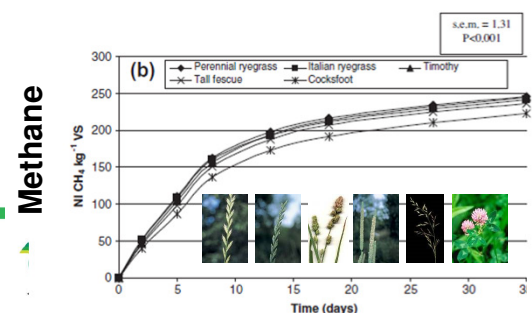 s.e.m. = 1.31
P<0.001
(b)
Perennial ryegrass Italian ryegrass Timothy
Tall fescue Cocksfoot
Methane
Nl CH4 kg-1 VS
300
250
200
150
100
50
0
0 5 10 15 20 25 30 35
Time (days)